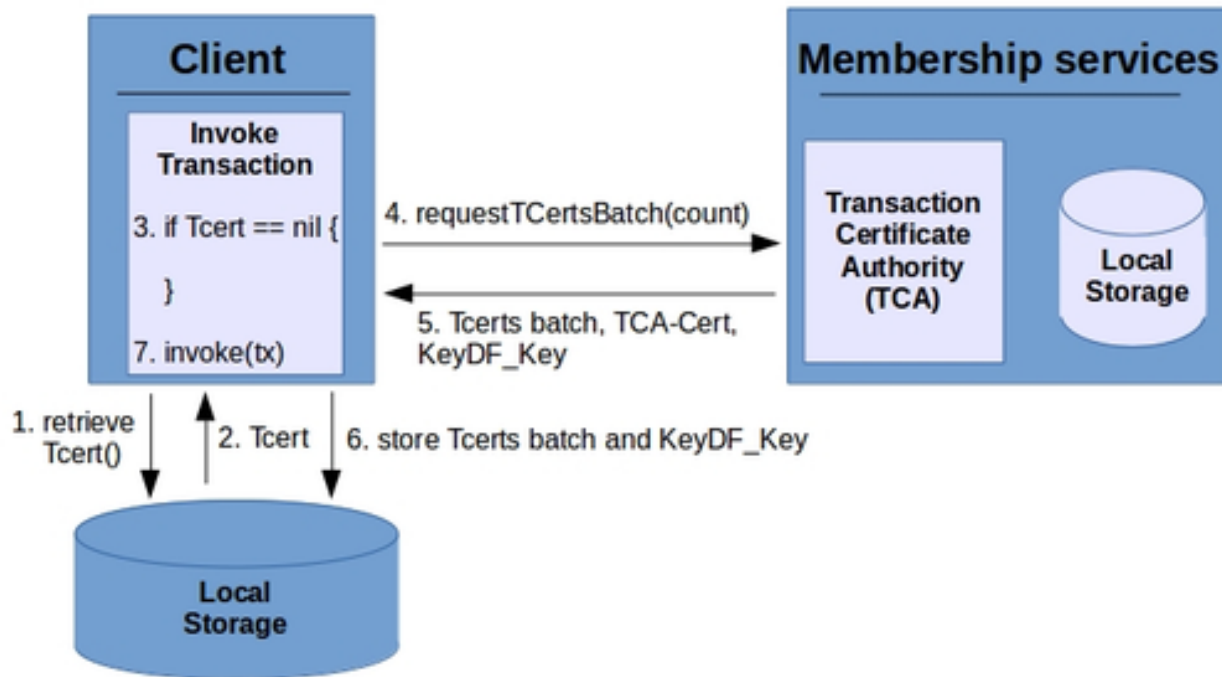 Client
Membership services
Invoke
Transaction
3. if Tcert == nil {
}
7. invoke(tx)
4. requestTCertsBatch(count)
5. Tcerts batch, TCA-Cert,
KeyDF_Key
Transaction
Certificate
Authority
(TCA)
Local
Storage
1. retrieve
Tcert()
2. Tcert
6. store Tcerts batch and KeyDF_Key
Local
Storage